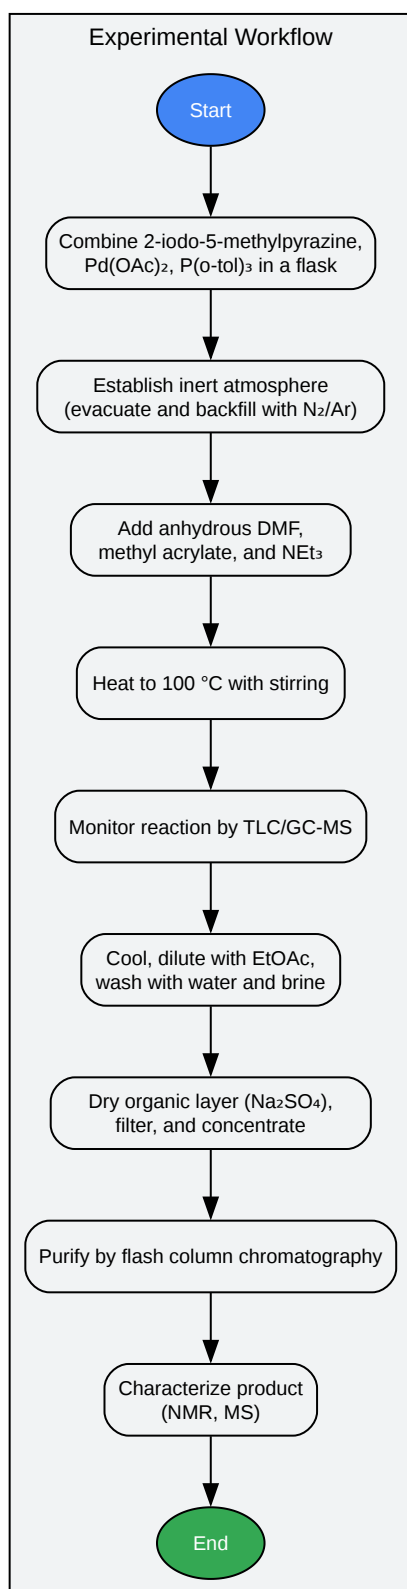 Experimental Workflow
Start
Combine 2-iodo-5-methylpyrazine,
Pd(OAc)₂, P(o-tol)₃ in a flask
Establish inert atmosphere
(evacuate and backfill with N₂/Ar)
Add anhydrous DMF,
methyl acrylate, and NEt₃
Heat to 100 °C with stirring
Monitor reaction by TLC/GC-MS
Cool, dilute with EtOAc,
wash with water and brine
Dry organic layer (Na₂SO₄),
filter, and concentrate
Purify by flash column chromatography
Characterize product
(NMR, MS)
End